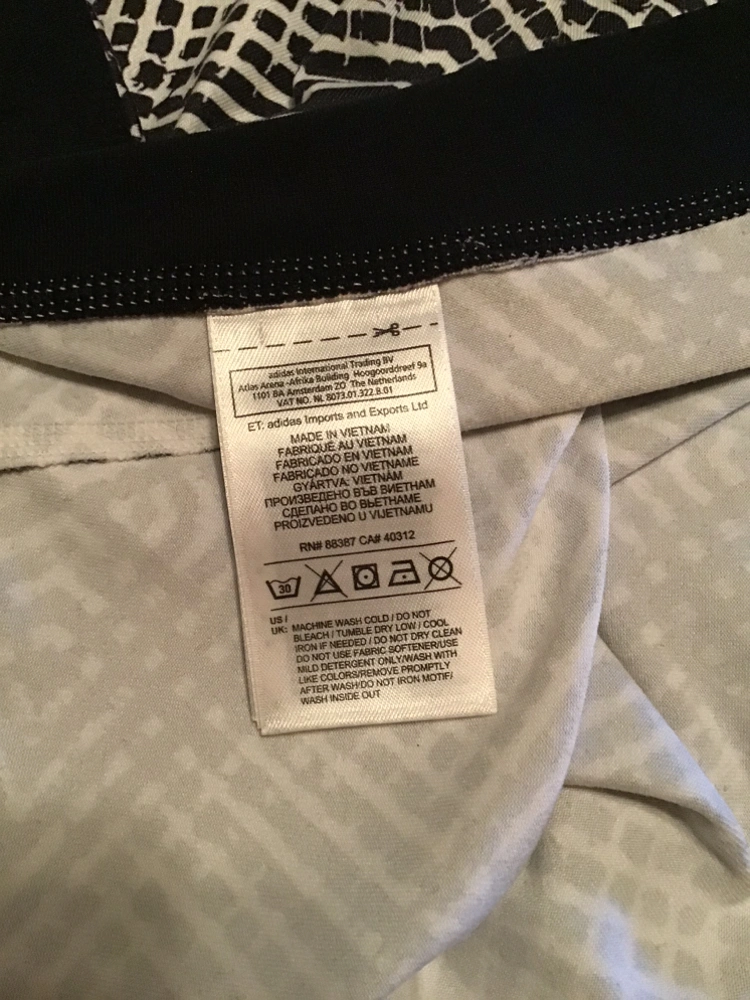 adidas International Trading BV
Atlas Arena -Afrika Building Hoogoorddreef 9a
1101 BA Amsterdam ZO The Netherlands
VAT NO. NL 8073.01.322.B.01
ET: adidas Imports and Exports Ltd
MADE IN VIETNAM
FABRIQUÉ AU VIETNAM
FABRICADO EN VIETNAM
FABRICADO NO VIETNAME
GYÁRTVA: VIETNÁM
ПРОИЗВЕДЕНО ВЪВ ВИЕТНАМ
СДЕЛАНО ВО ВЬЕТНАМЕ
PROIZVEDENO U VIJETNAMU
RN# 88387 CA# 40312
30
US /
UK: MACHINE WASH COLD / DO NOT
BLEACH / TUMBLE DRY LOW / COOL
IRON IF NEEDED / DO NOT DRY CLEAN
DO NOT USE FABRIC SOFTENER/USE
MILD DETERGENT ONLY/WASH WITH
LIKE COLORS/REMOVE PROMPTLY
AFTER WASH/DO NOT IRON MOTIF/
WASH INSIDE OUT